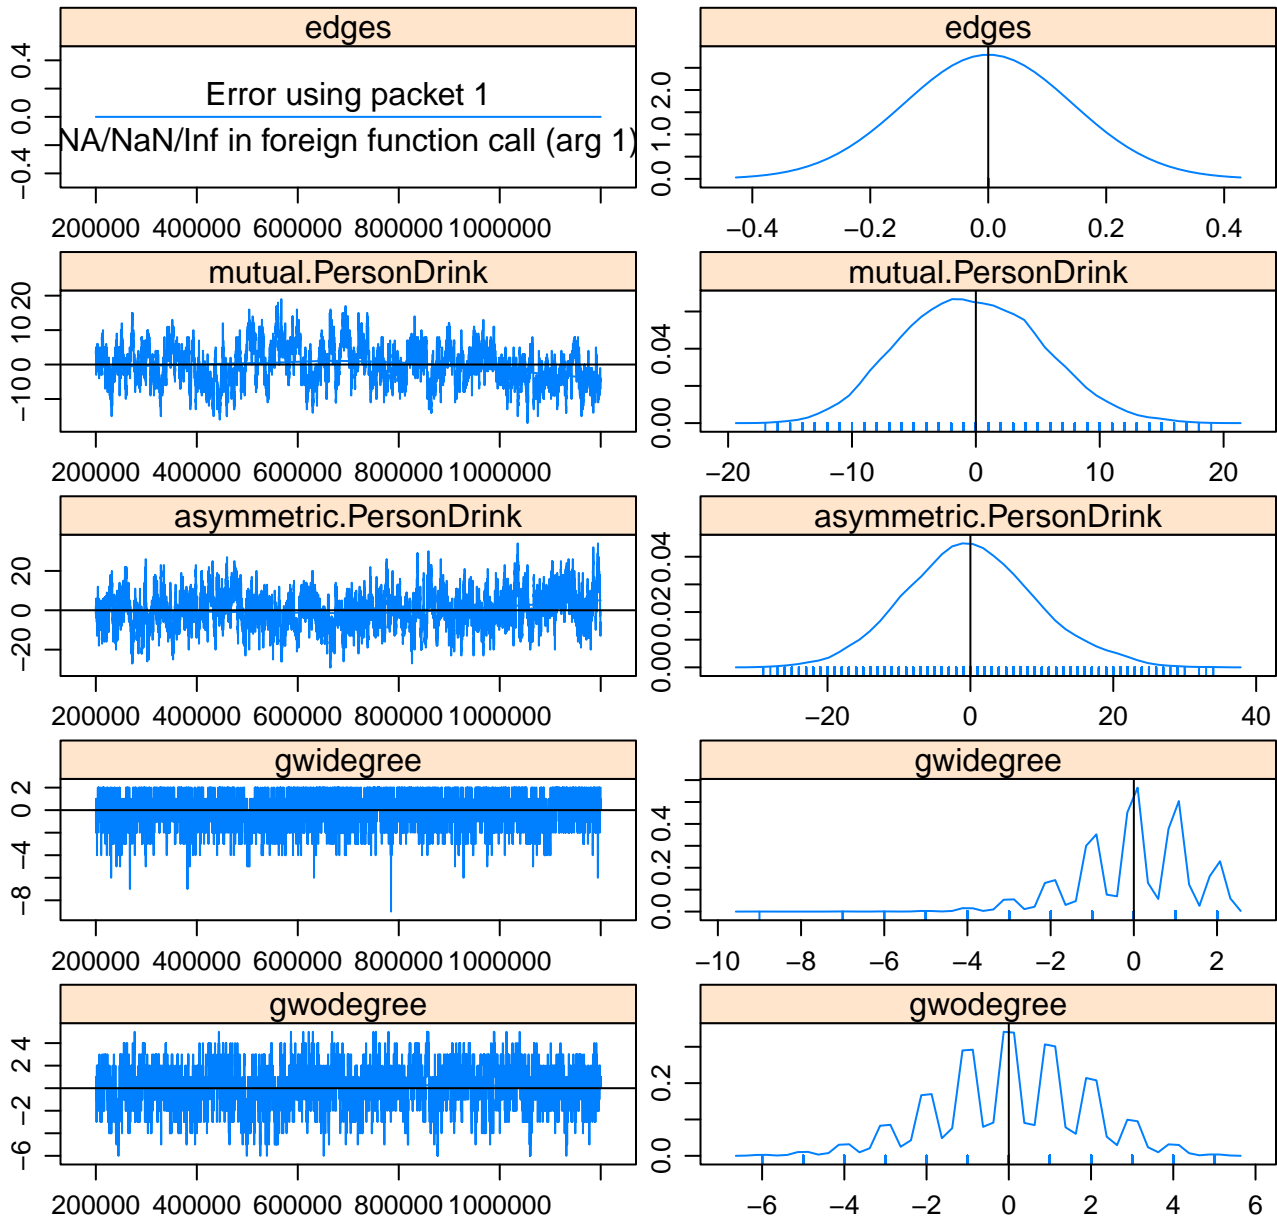 edges
0.4
0.0
−0.4
Error using packet 1
NA/NaN/Inf in foreign function call (arg 1)
200000 400000 600000 800000 1000000
edges
2.0
1.0
0.0
−0.4 −0.2 0.0 0.2 0.4
mutual.PersonDrink
20
10
0
−10
200000 400000 600000 800000 1000000
mutual.PersonDrink
0.04
0.00
−20 −10 0 10 20
asymmetric.PersonDrink
20
0
−20
200000 400000 600000 800000 1000000
asymmetric.PersonDrink
0.04
0.02
0.00
−20 0 20 40
gwidegree
2
0
−4
−8
200000 400000 600000 800000 1000000
gwidegree
0.4
0.2
0.0
−10 −8 −6 −4 −2 0 2
gwodegree
4
2
−2
−6
200000 400000 600000 800000 1000000
gwodegree
0.2
0.0
−6 −4 −2 0 2 4 6